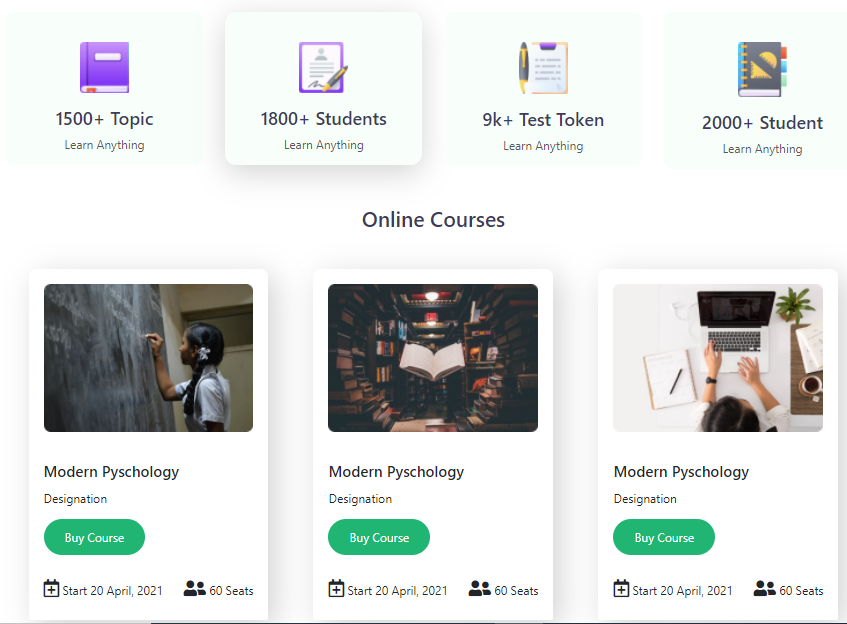 1500+ Topic
Learn Anything
1800+ Students
Learn Anything
9k+ Test Token
Learn Anything
2000+ Student
Learn Anything
Online Courses
Modern Pyschology
Designation
Buy Course
Start 20 April, 2021
60 Seats
Modern Pyschology
Designation
Buy Course
Start 20 April, 2021
60 Seats
Modern Pyschology
Designation
Buy Course
Start 20 April, 2021
60 Seats